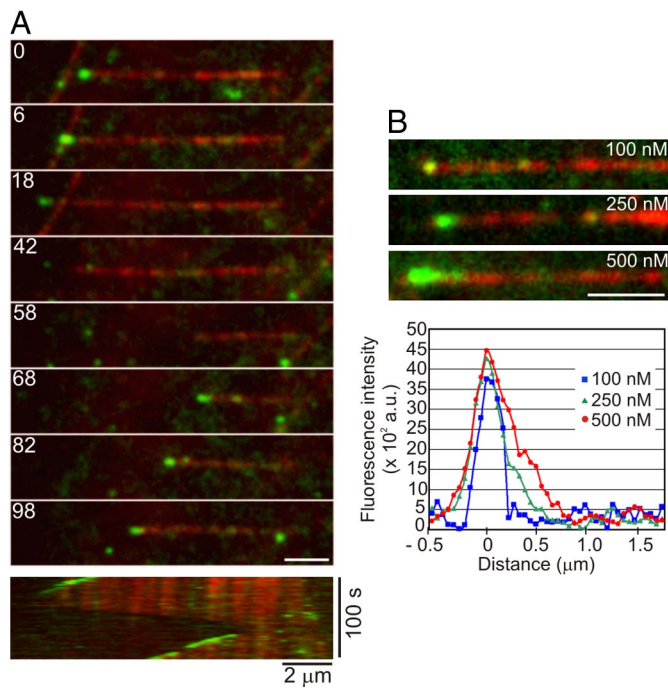 A
0
6
18
42
58
68
82
98
100 s
2 μm
B
100 nM
250 nM
500 nM
Fluorescence intensity
(x 10² a.u.)
50
45
40
35
30
25
20
15
10
5
0
100 nM
250 nM
500 nM
- 0.5 0 0.5 1.0 1.5
Distance (μm)